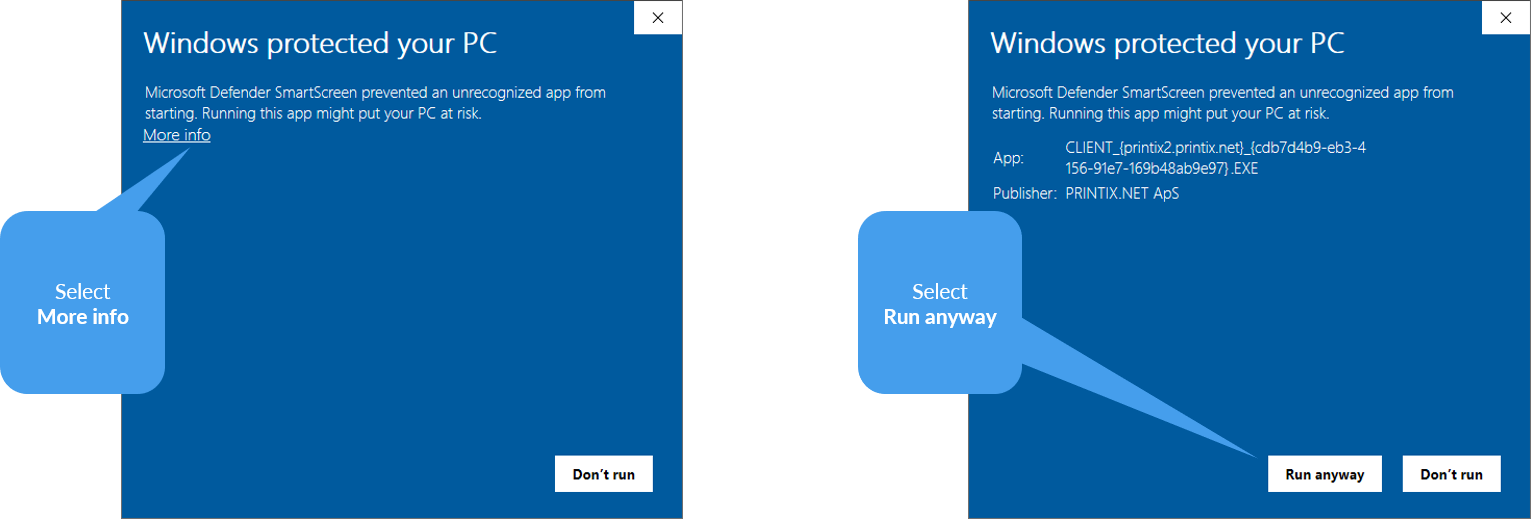 Windows protected your PC
Microsoft Defender SmartScreen prevented an unrecognized app from
starting. Running this app might put your PC at risk.
More info
Select
More info
Don't run
Windows protected your PC
Microsoft Defender SmartScreen prevented an unrecognized app from
starting. Running this app might put your PC at risk.
App: CLIENT_{printix2.printix.net}_{cdb7d4b9-eb3-4
156-91e7-169b48ab9e97}.EXE
Publisher: PRINTIX.NET ApS
Select
Run anyway
Run anyway Don't run